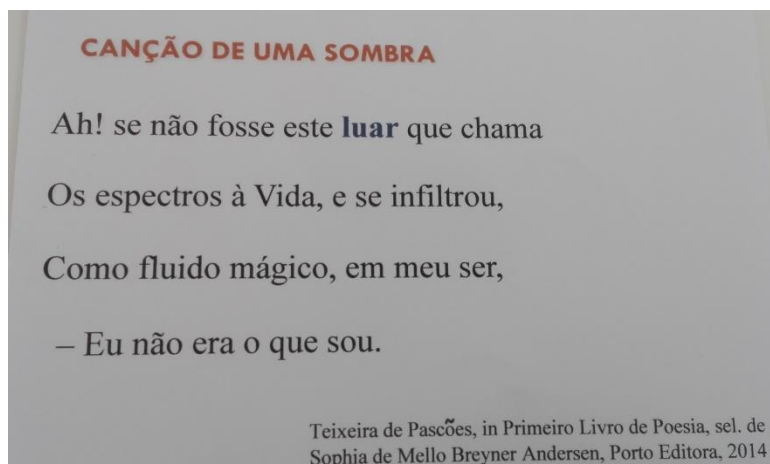 CANÇÃO DE UMA SOMBRA
Ah! se não fosse este luar que chama
Os espectros à Vida, e se infiltrou,
Como fluido mágico, em meu ser,
– Eu não era o que sou.
Teixeira de Pascões, in Primeiro Livro de Poesia, sel. de
Sophia de Mello Breyner Andersen, Porto Editora, 2014